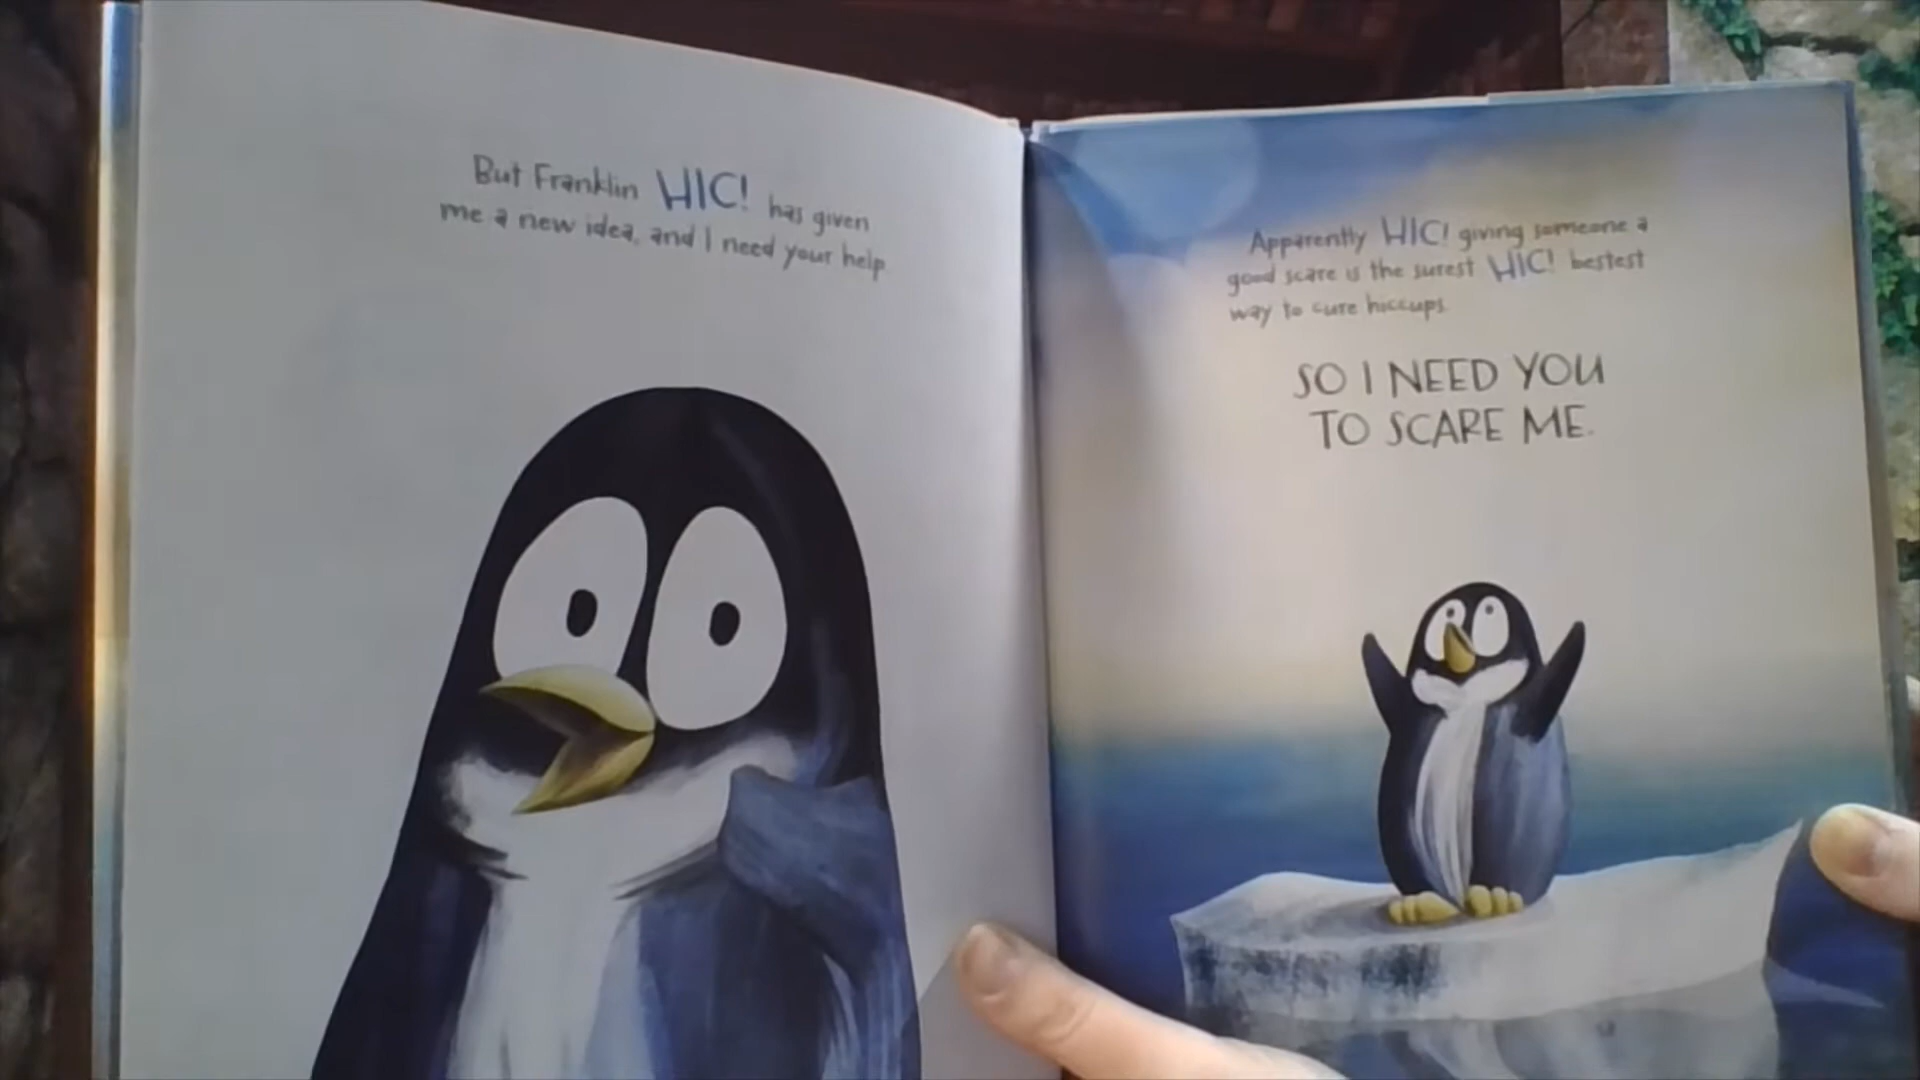 But Franklin HIC! has given
me a new idea, and I need your help.
Apparently HIC! giving someone a
good scare is the surest HIC! bestest
way to cure hiccups.
SO I NEED YOU
TO SCARE ME.